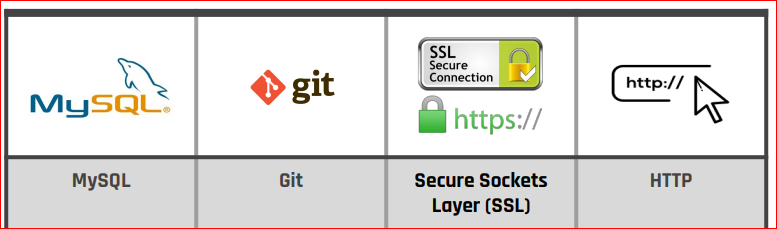 MySQL®
git
SSL
Secure
Connection
https://
http://
MySQL
Git
Secure Sockets
Layer (SSL)
HTTP